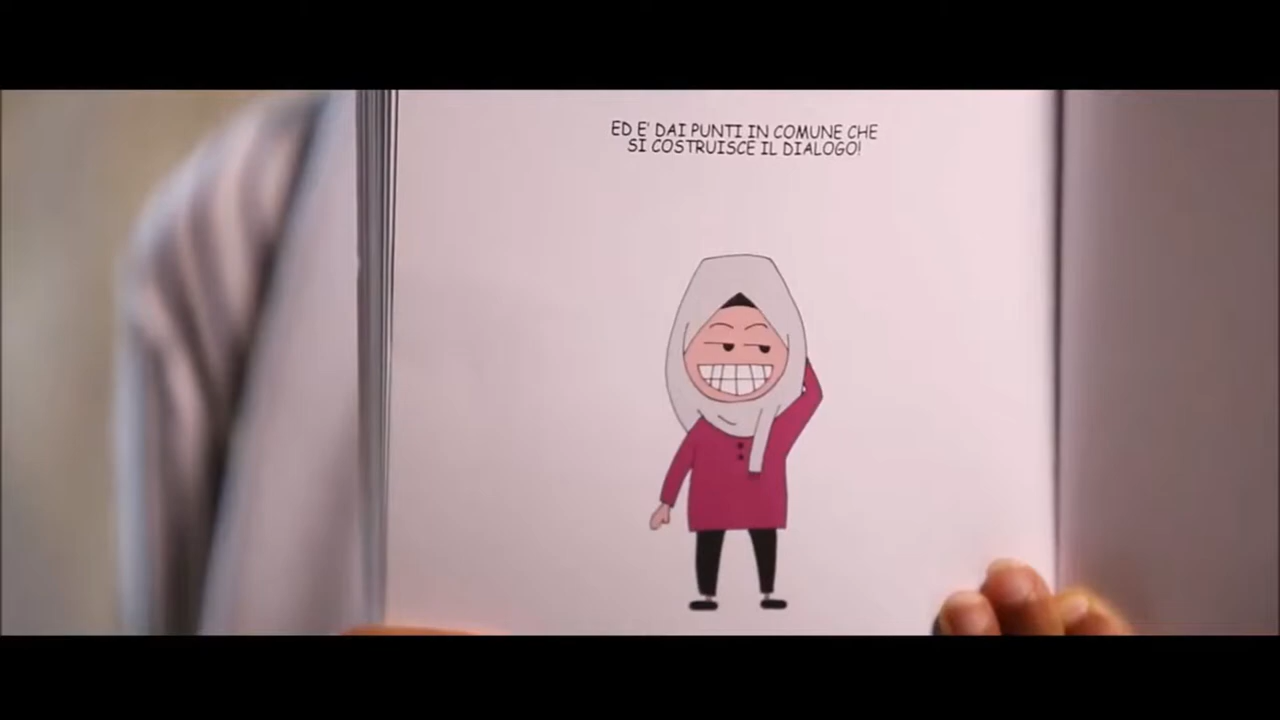 ED E' DAI PUNTI IN COMUNE CHE
SI COSTRUISCE IL DIALOGO!